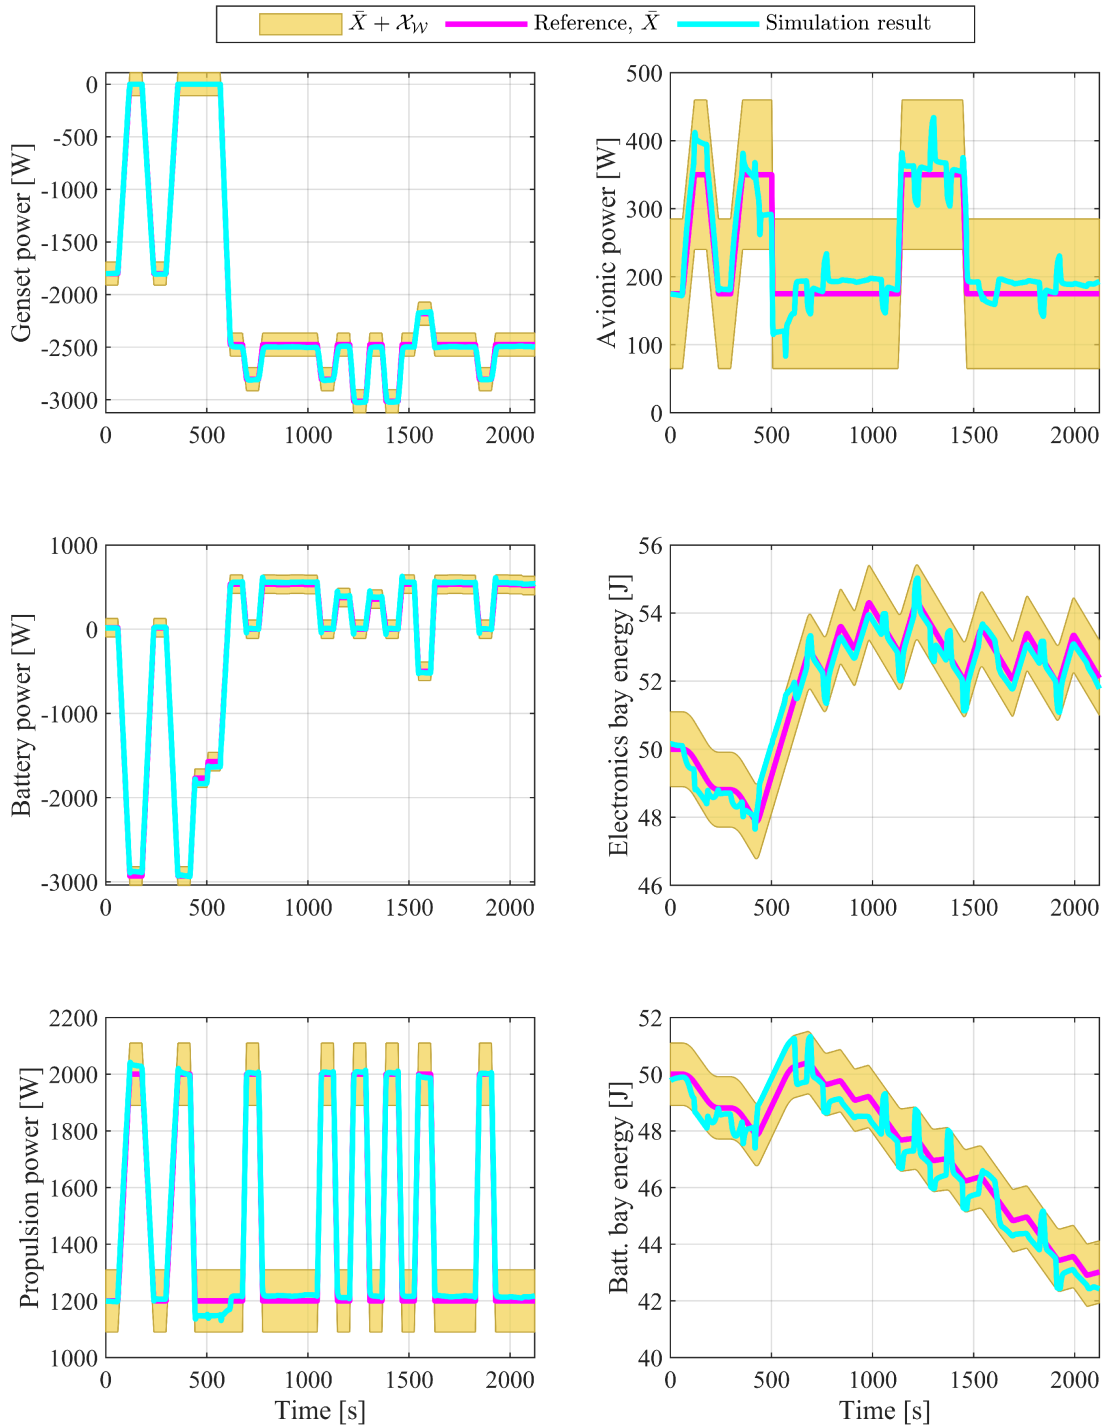 X̄ + 𝒳_𝒲 Reference, X̄ Simulation result
Genset power [W]
0
-500
-1000
-1500
-2000
-2500
-3000
0 500 1000 1500 2000
Avionic power [W]
500
400
300
200
100
0
0 500 1000 1500 2000
Battery power [W]
1000
0
-1000
-2000
-3000
0 500 1000 1500 2000
Electronics bay energy [J]
56
54
52
50
48
46
0 500 1000 1500 2000
Propulsion power [W]
2200
2000
1800
1600
1400
1200
1000
0 500 1000 1500 2000
Time [s]
Batt. bay energy [J]
52
50
48
46
44
42
40
0 500 1000 1500 2000
Time [s]